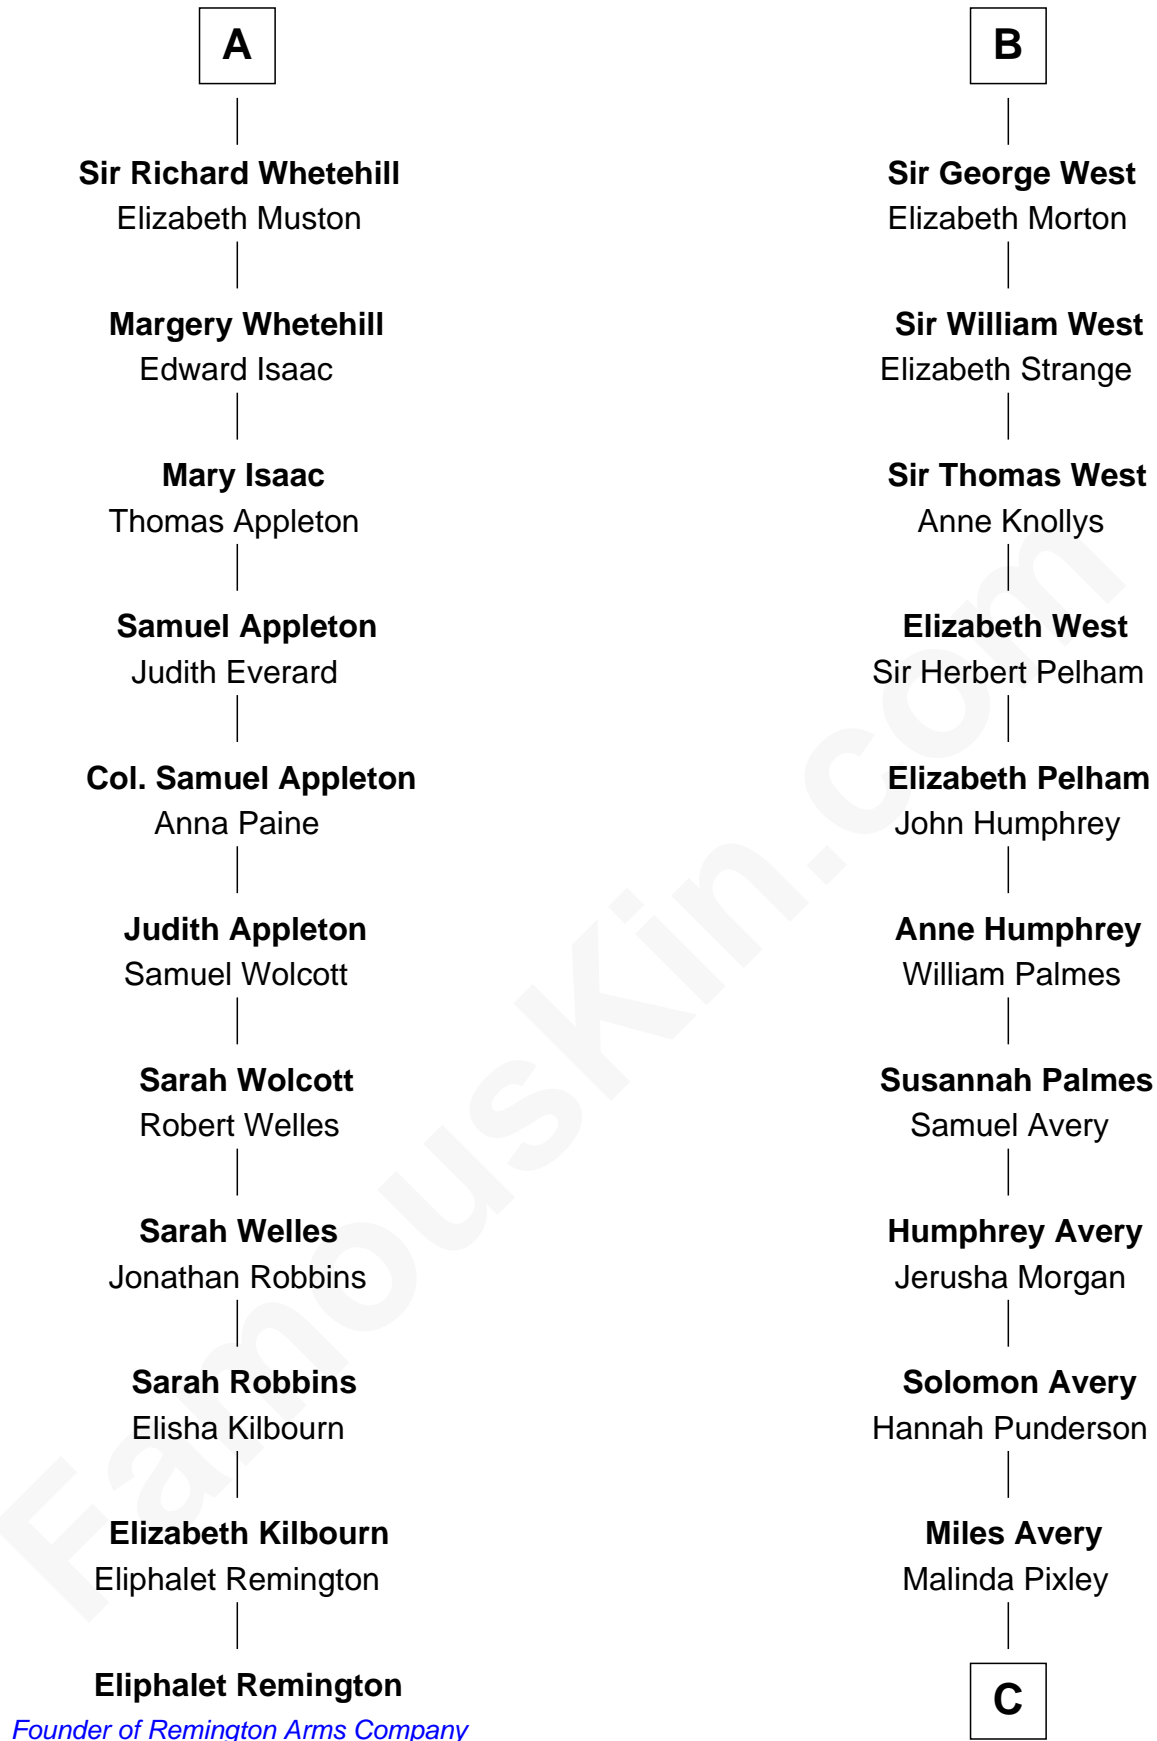 A
Sir Richard Whetehill
Elizabeth Muston
Margery Whetehill
Edward Isaac
Mary Isaac
Thomas Appleton
Samuel Appleton
Judith Everard
Col. Samuel Appleton
Anna Paine
Judith Appleton
Samuel Wolcott
Sarah Wolcott
Robert Welles
Sarah Welles
Jonathan Robbins
Sarah Robbins
Elisha Kilbourn
Elizabeth Kilbourn
Eliphalet Remington
Eliphalet Remington
Founder of Remington Arms Company
B
Sir George West
Elizabeth Morton
Sir William West
Elizabeth Strange
Sir Thomas West
Anne Knollys
Elizabeth West
Sir Herbert Pelham
Elizabeth Pelham
John Humphrey
Anne Humphrey
William Palmes
Susannah Palmes
Samuel Avery
Humphrey Avery
Jerusha Morgan
Solomon Avery
Hannah Punderson
Miles Avery
Malinda Pixley
C
FamousKin.com